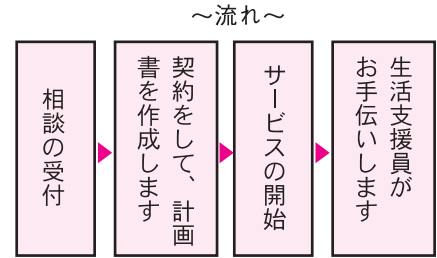 ～流れ～
相談の受付
契約をして、計画
書を作成します
サービスの開始
生活支援員が
お手伝いします